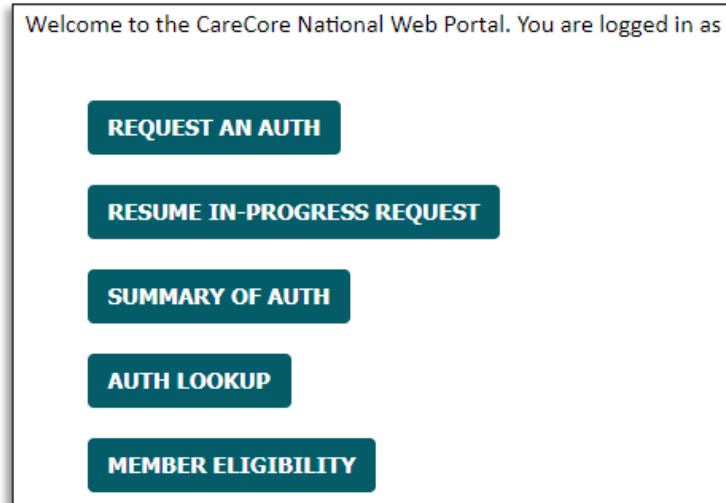 Welcome to the CareCore National Web Portal. You are logged in as
REQUEST AN AUTH
RESUME IN-PROGRESS REQUEST
SUMMARY OF AUTH
AUTH LOOKUP
MEMBER ELIGIBILITY